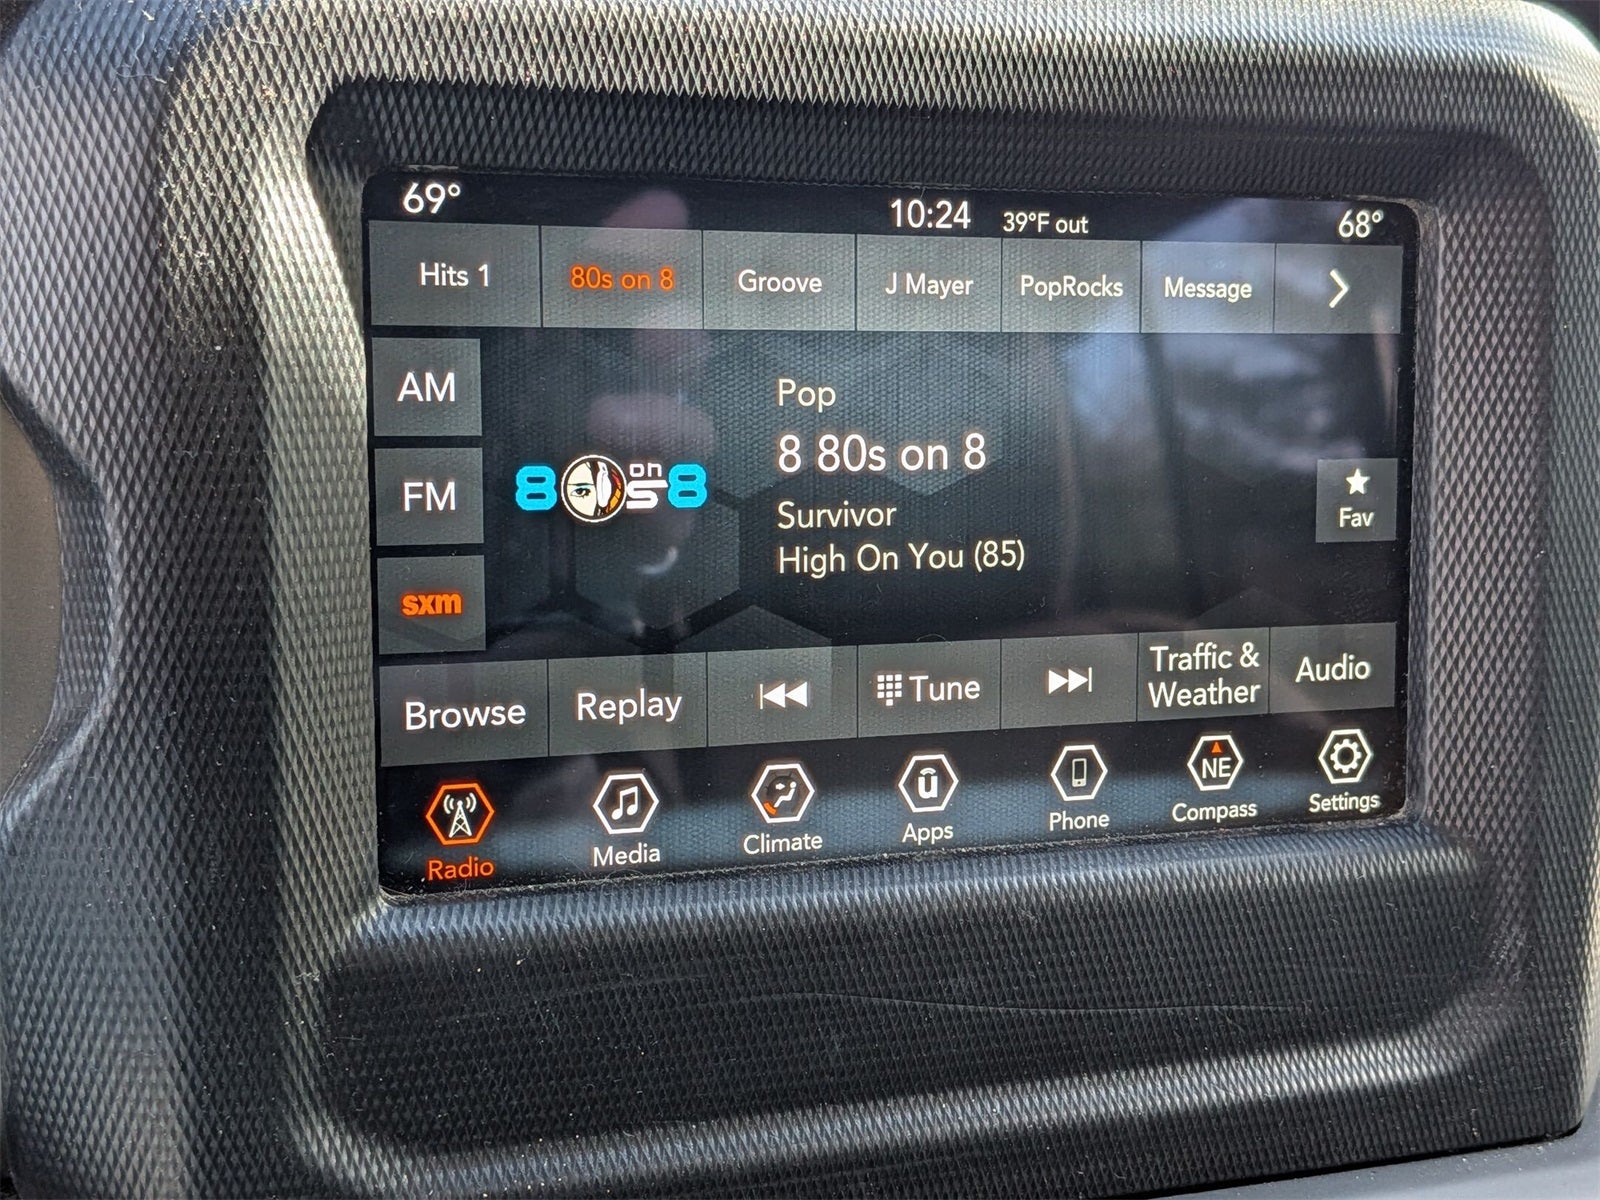 69°
10:24
39°F out
68°
Hits 1
80s on 8
Groove
J Mayer
PopRocks
Message
AM
FM
sxm
80s on 8
Pop
8 80s on 8
Survivor
High On You (85)
Fav
Browse
Replay
Tune
Traffic &
Weather
Audio
Radio
Media
Climate
ū
Apps
Phone
NE
Compass
Settings